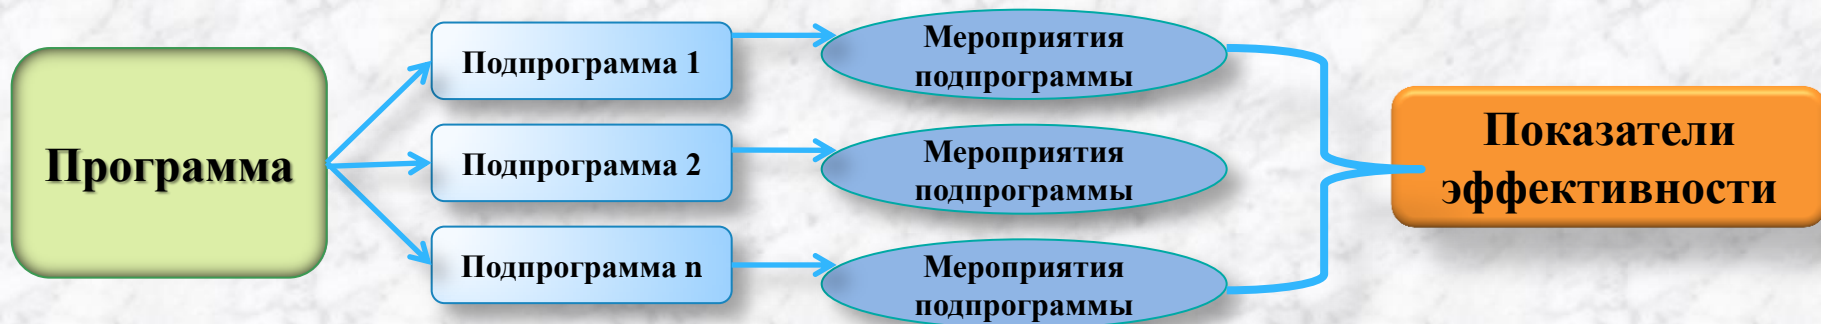 Программа
Подпрограмма 1
Подпрограмма 2
Подпрограмма n
Мероприятия
подпрограммы
Мероприятия
подпрограммы
Мероприятия
подпрограммы
Показатели
эффективности